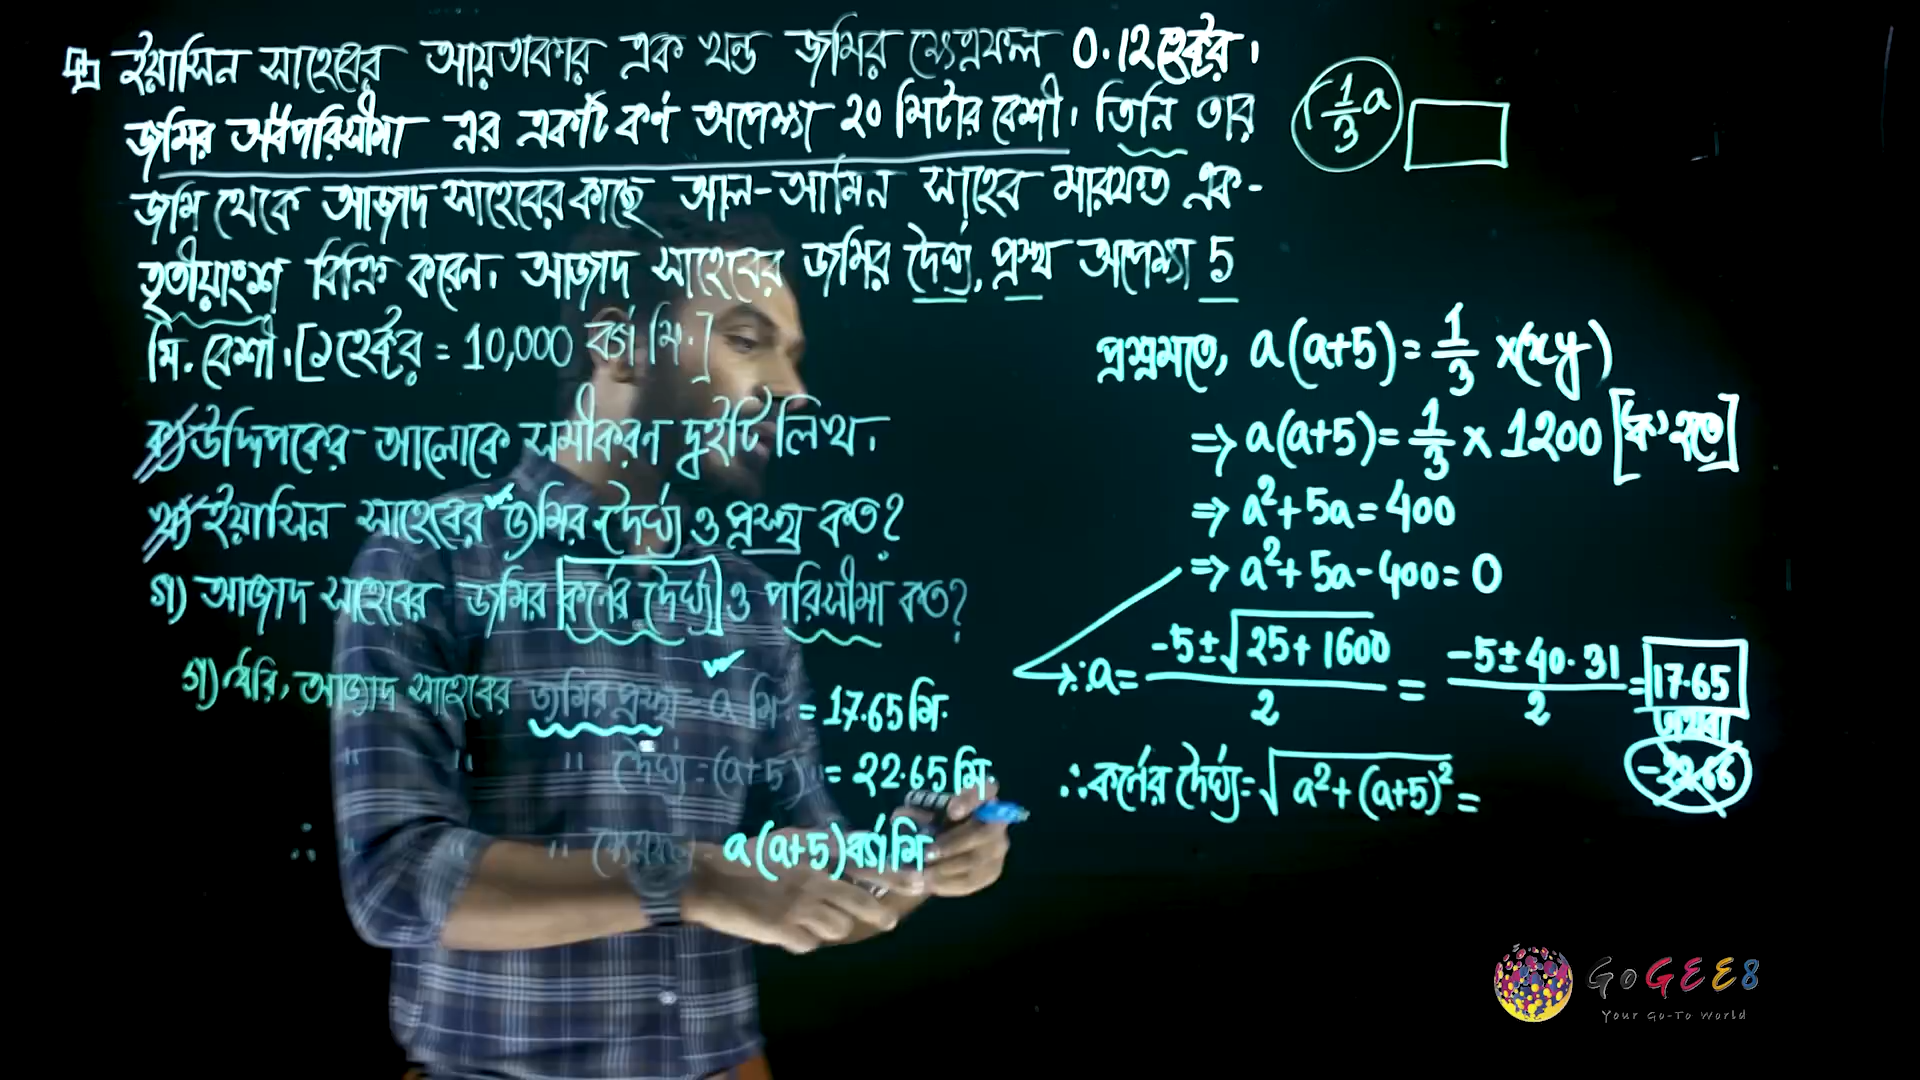 ইয়াসিন সাহেবের আয়তাকার এক খন্ড জমির ক্ষেত্রফল 0.12 হেক্টর।
জমির অর্ধপরিসীমা এর একটি কর্ণ অপেক্ষা ২০ মিটার বেশী। তিনি তার
জমি থেকে আজাদ সাহেবের কাছে আল-আমিন সাহেব মারফত এক-
তৃতীয়াংশ বিক্রি করেন। আজাদ সাহেবের জমির দৈর্ঘ্য, প্রস্থ অপেক্ষা 5
মি. বেশী। [১ হেক্টর = 10,000 বর্গ মি.]
ক) উদ্দিপকের আলোকে সমীকরণ দুইটি লিখ।
খ) ইয়াসিন সাহেবের জমির দৈর্ঘ্য ও প্রস্থ কত?
গ) আজাদ সাহেবের জমির কর্নের দৈর্ঘ্য ও পরিসীমা কত?
গ) ধরি, আজাদ সাহেবের জমির প্রস্থ = a মি = 17.65 মি.
" " " দৈর্ঘ্য = (a+5) " = 22.65 মি.
∴ " " ক্ষেত্রফল = a(a+5) বর্গ মি
1/3 a
প্রশ্নমতে, a(a+5) = 1/3 × (xy)
⇒ a(a+5) = 1/3 × 1200 [ক) হতে]
⇒ a²+5a = 400
⇒ a²+5a-400 = 0
∴ a = (-5±√(25+1600))/2 = (-5±40.31)/2 = 17.65
অথবা
-22.66
∴ কর্নের দৈর্ঘ্য = √(a²+(a+5)²) =
GoGEE8
Your Go-To World